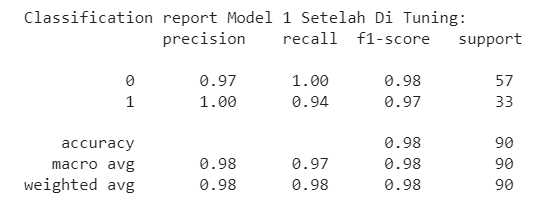 Classification report Model 1 Setelah Di Tuning:
precision recall f1-score support
0 0.97 1.00 0.98 57
1 1.00 0.94 0.97 33
accuracy 0.98 90
macro avg 0.98 0.97 0.98 90
weighted avg 0.98 0.98 0.98 90